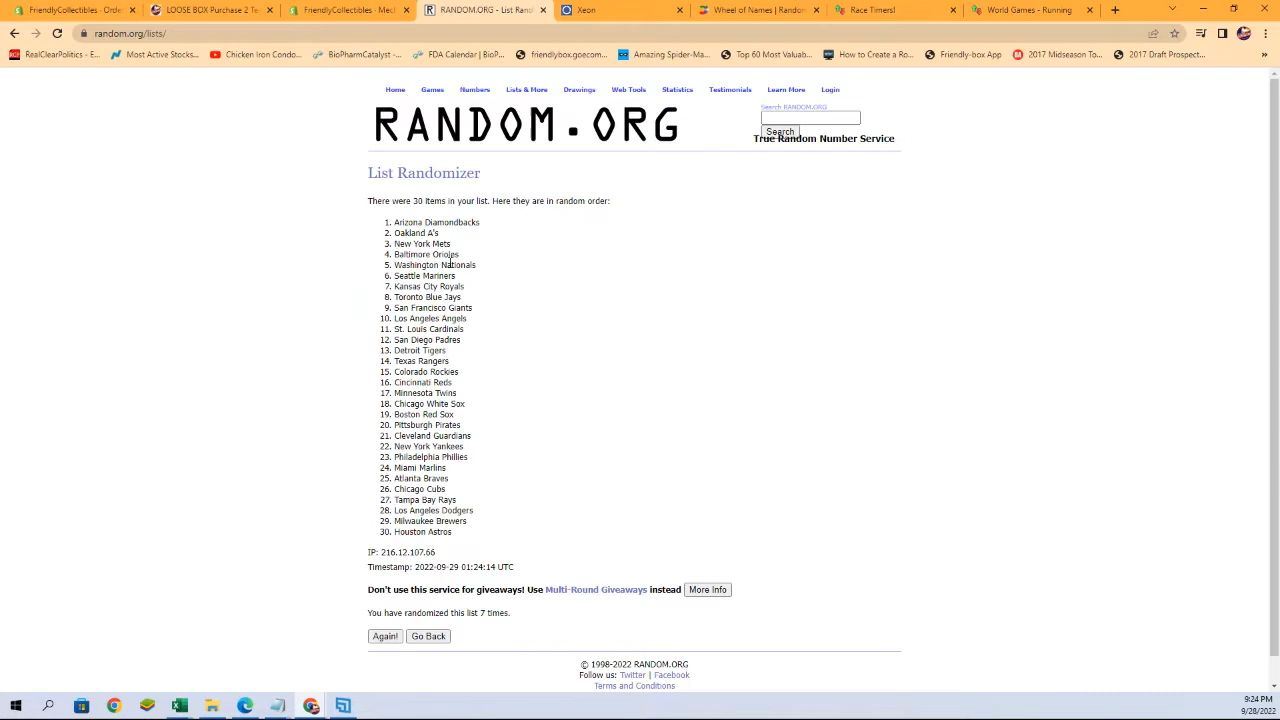 FriendlyCollectibles - Orders
LOOSE BOX Purchase 2 Te
FriendlyCollectibles - Orders
RANDOM.ORG - List Rand
Xeon
Wheel of Names | Random
Race Timers!
World Games - Running
random.org/lists/
RealClearPolitics - E...
Most Active Stocks...
Chicken Iron Condo...
BioPharmCatalyst -...
FDA Calendar | BioP...
friendlybox.goecom...
Amazing Spider-Ma...
Top 60 Most Valuab...
How to Create a Ro...
Friendly-box App
2017 Midseason To...
2017 Draft Prospect...
Home
Games
Numbers
Lists & More
Drawings
Web Tools
Statistics
Testimonials
Learn More
Login
RANDOM.ORG
Search RANDOM.ORG
Search
True Random Number Service
List Randomizer
There were 30 items in your list. Here they are in random order:
1. Arizona Diamondbacks
2. Oakland A's
3. New York Mets
4. Baltimore Orioles
5. Washington Nationals
6. Seattle Mariners
7. Kansas City Royals
8. Toronto Blue Jays
9. San Francisco Giants
10. Los Angeles Angels
11. St. Louis Cardinals
12. San Diego Padres
13. Detroit Tigers
14. Texas Rangers
15. Colorado Rockies
16. Cincinnati Reds
17. Minnesota Twins
18. Chicago White Sox
19. Boston Red Sox
20. Pittsburgh Pirates
21. Cleveland Guardians
22. New York Yankees
23. Philadelphia Phillies
24. Miami Marlins
25. Atlanta Braves
26. Chicago Cubs
27. Tampa Bay Rays
28. Los Angeles Dodgers
29. Milwaukee Brewers
30. Houston Astros
IP: 216.12.107.66
Timestamp: 2022-09-29 01:24:14 UTC
Don't use this service for giveaways! Use Multi-Round Giveaways instead More Info
You have randomized this list 7 times.
Again! Go Back
© 1998-2022 RANDOM.ORG
Follow us: Twitter | Facebook
Terms and Conditions
9:24 PM
9/28/2022